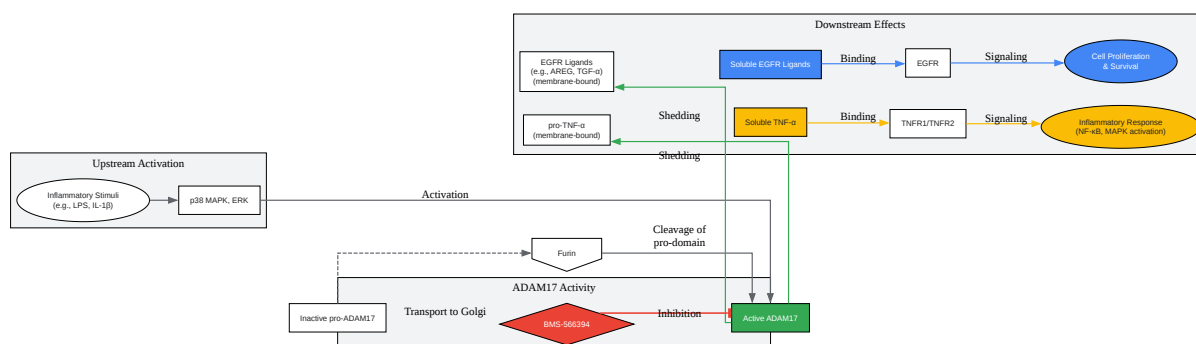 Downstream Effects
EGFR Ligands
(e.g., AREG, TGF-α)
(membrane-bound)
Soluble EGFR Ligands
Binding
EGFR
Signaling
Cell Proliferation
& Survival
Shedding
pro-TNF-α
(membrane-bound)
Soluble TNF-α
Binding
TNFR1/TNFR2
Signaling
Inflammatory Response
(NF-κB, MAPK activation)
Shedding
Upstream Activation
Inflammatory Stimuli
(e.g., LPS, IL-1β)
p38 MAPK, ERK
Activation
Cleavage of
pro-domain
Furin
ADAM17 Activity
Inactive pro-ADAM17
Transport to Golgi
BMS-566394
Inhibition
Active ADAM17